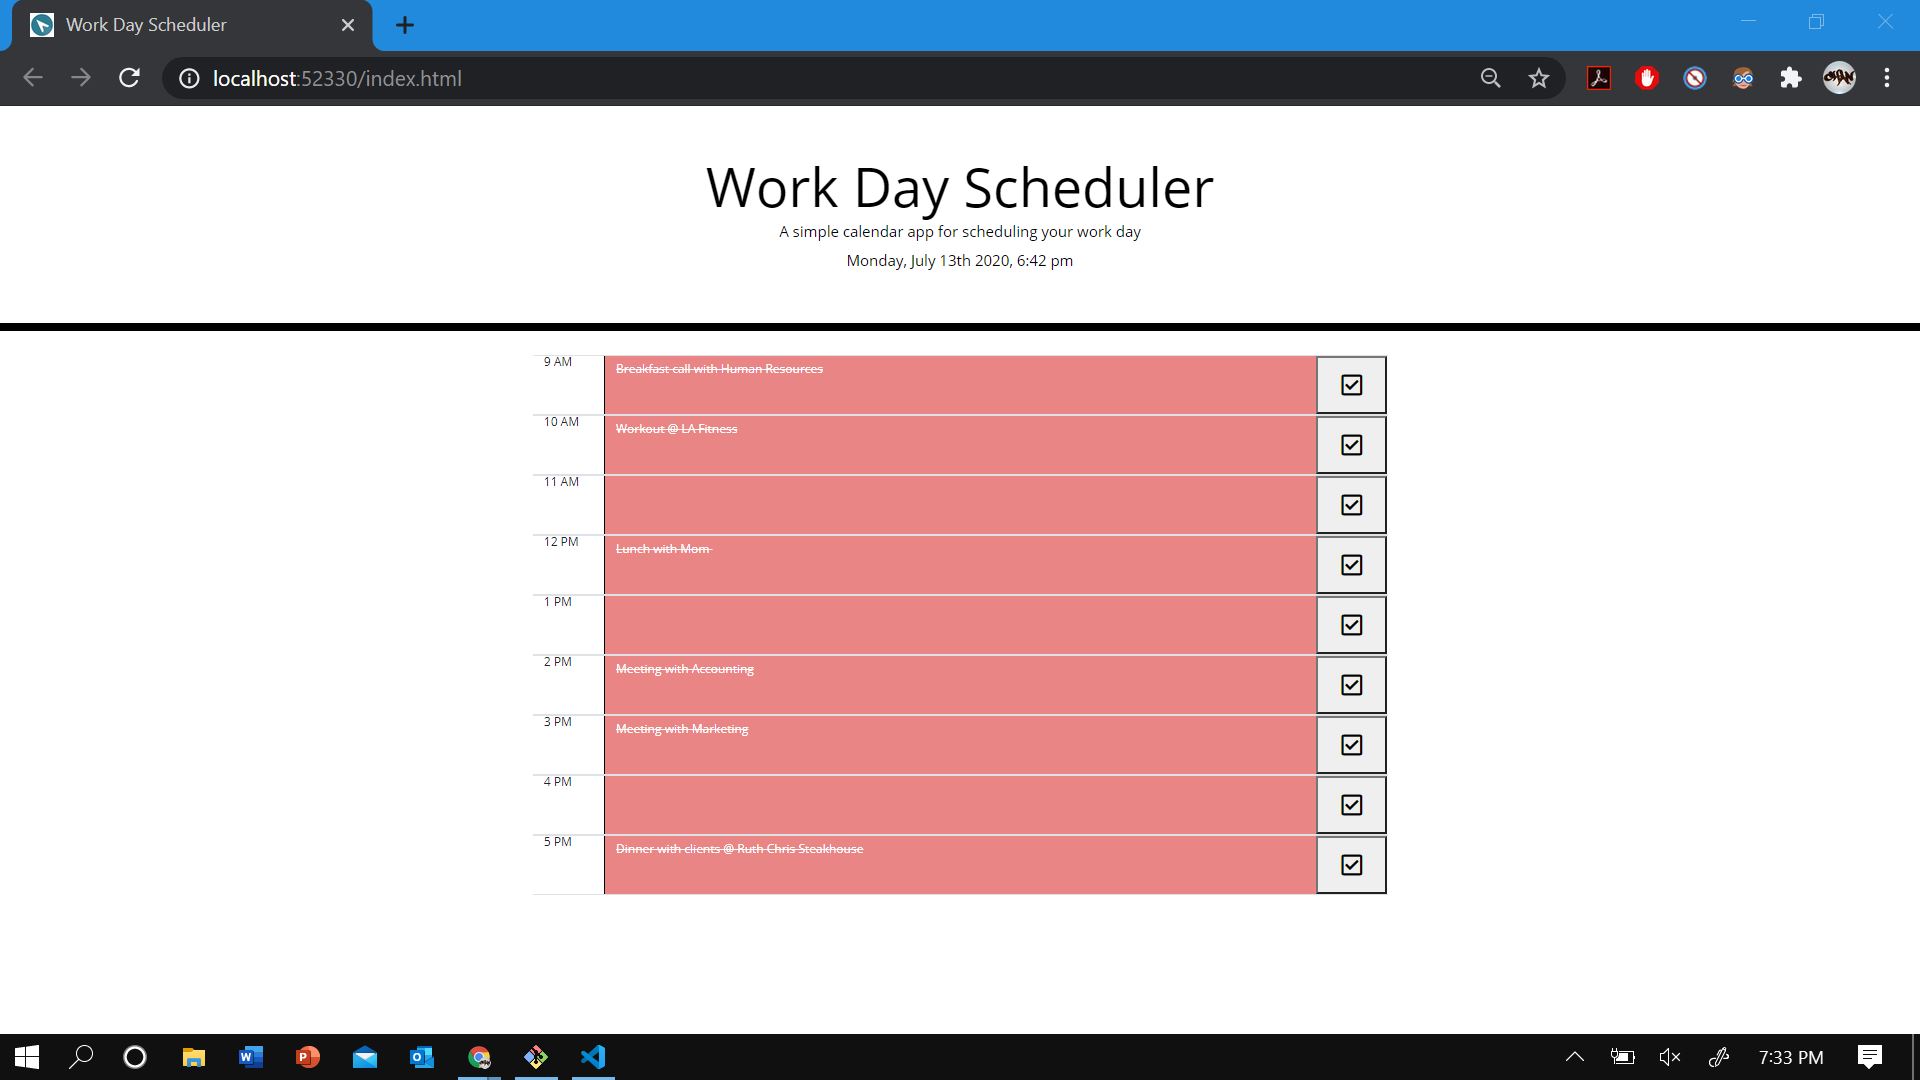 Work Day Scheduler
localhost:52330/index.html
Work Day Scheduler
A simple calendar app for scheduling your work day
Monday, July 13th 2020, 6:42 pm
9 AM Breakfast call with Human Resources
10 AM Workout @ LA Fitness
11 AM
12 PM Lunch with Mom
1 PM
2 PM Meeting with Accounting
3 PM Meeting with Marketing
4 PM
5 PM Dinner with clients @ Ruth Chris Steakhouse
7:33 PM